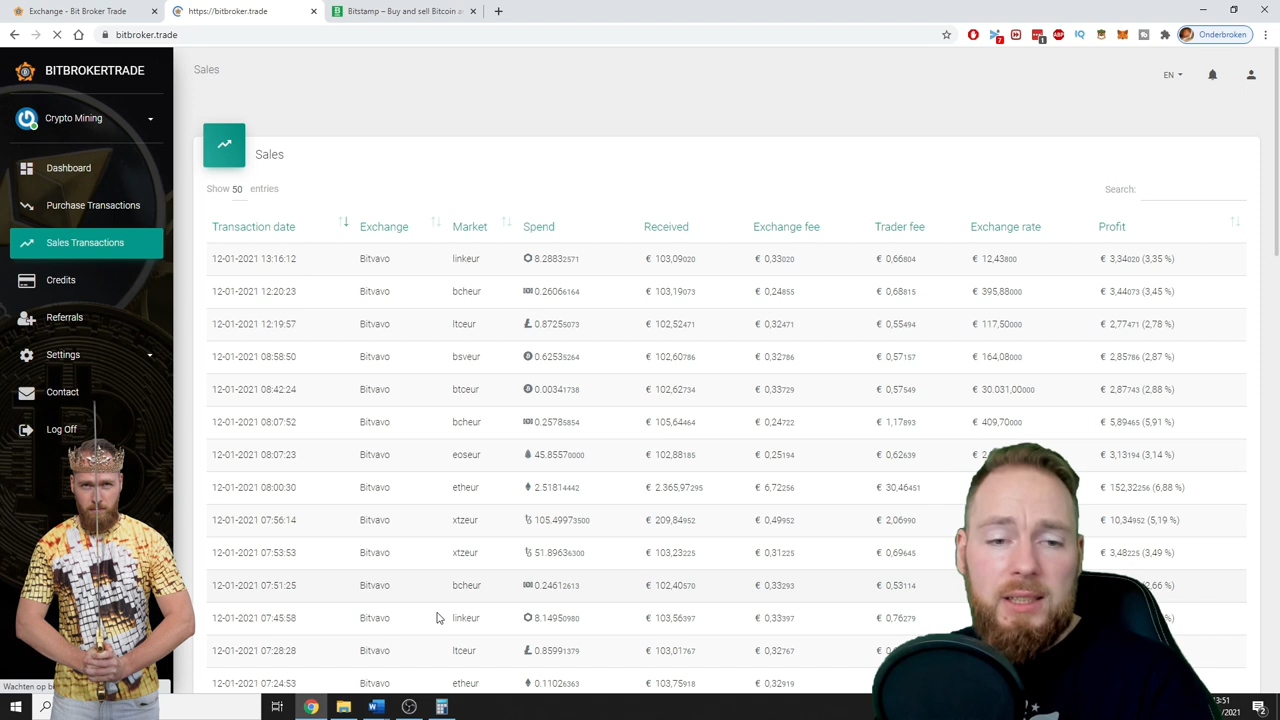 Exchange - Bit Broker Trade
https://bitbroker.trade
Bitstamp – Buy and sell Bitcoin a
bitbroker.trade
7
1
ABP
IQ
Onderbroken
BITBROKERTRADE
Sales
EN
Crypto Mining
Sales
Dashboard
Show 50 entries
Search:
Purchase Transactions
Transaction date Exchange Market Spend Received Exchange fee Trader fee Exchange rate Profit
Sales Transactions
12-01-2021 13:16:12 Bitvavo linkeur 8.28832571 € 103,09020 € 0,33020 € 0,66804 € 12,43800 € 3,34020 (3,35 %)
Credits
12-01-2021 12:20:23 Bitvavo bcheur 0.26066164 € 103,19073 € 0,24855 € 0,68815 € 395,88000 € 3,44073 (3,45 %)
Referrals
12-01-2021 12:19:57 Bitvavo ltceur 0.87255073 € 102,52471 € 0,32471 € 0,55494 € 117,50000 € 2,77471 (2,78 %)
Settings
12-01-2021 08:58:50 Bitvavo bsveur 0.62535264 € 102,60786 € 0,32786 € 0,57157 € 164,08000 € 2,85786 (2,87 %)
Contact
12-01-2021 08:42:24 Bitvavo btceur 0.00341738 € 102,62734 € 0,57549 € 30.031,00000 € 2,87743 (2,88 %)
Log Off
12-01-2021 08:07:52 Bitvavo bcheur 0.25785854 € 105,64464 € 0,24722 € 1,17893 € 409,70000 € 5,89465 (5,91 %)
12-01-2021 08:07:23 Bitvavo eoseur 45.85570000 € 102,88185 € 0,25194 € € 3,13194 (3,14 %)
12-01-2021 08:00:30 Bitvavo 2.51814442 € 2.365,97295 € 0,72256 € 152,32256 (6,88 %)
12-01-2021 07:56:14 Bitvavo xtzeur 105.49973500 € 209,84952 € 0,49952 € 2,06990 € 10,34952 (5,19 %)
12-01-2021 07:53:53 Bitvavo xtzeur 51.89636300 € 103,23225 € 0,31225 € 0,69645 € 3,48225 (3,49 %)
12-01-2021 07:51:25 Bitvavo bcheur 0.24612613 € 102,40570 € 0,33293 € 0,53114 2,66 %)
12-01-2021 07:45:58 Bitvavo linkeur 8.14950980 € 103,56397 € 0,33397 € 0,76279
12-01-2021 07:28:28 Bitvavo ltceur 0.85991379 € 103,01767 € 0,32767
12-01-2021 07:24:53 Bitvavo 0.11026363 € 103,75918
Wachten op bi
13:51
/2021
2